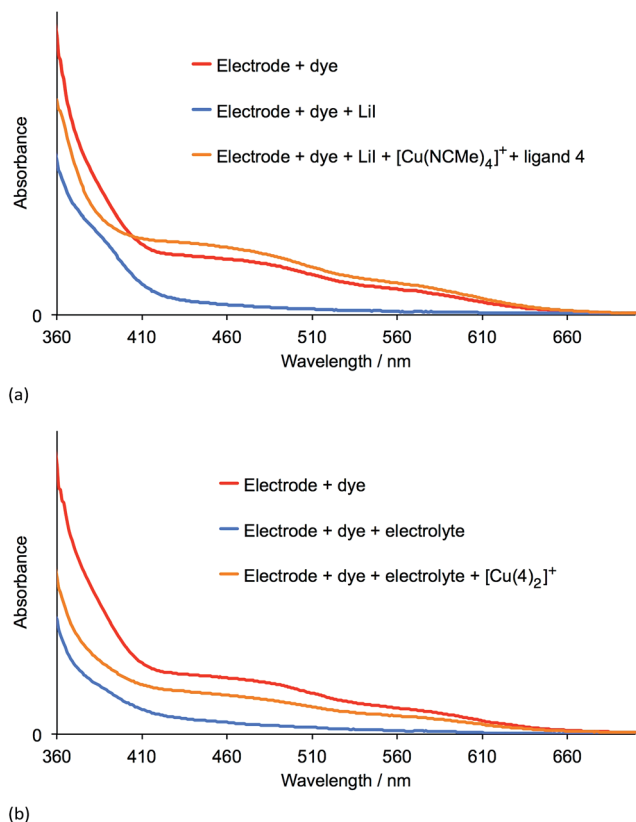 Electrode + dye
Electrode + dye + LiI
Electrode + dye + LiI + [Cu(NCMe)4]+ + ligand 4
Absorbance
0
360 410 460 510 560 610 660
Wavelength / nm
(a)
Electrode + dye
Electrode + dye + electrolyte
Electrode + dye + electrolyte + [Cu(4)2]+
Absorbance
0
360 410 460 510 560 610 660
Wavelength / nm
(b)